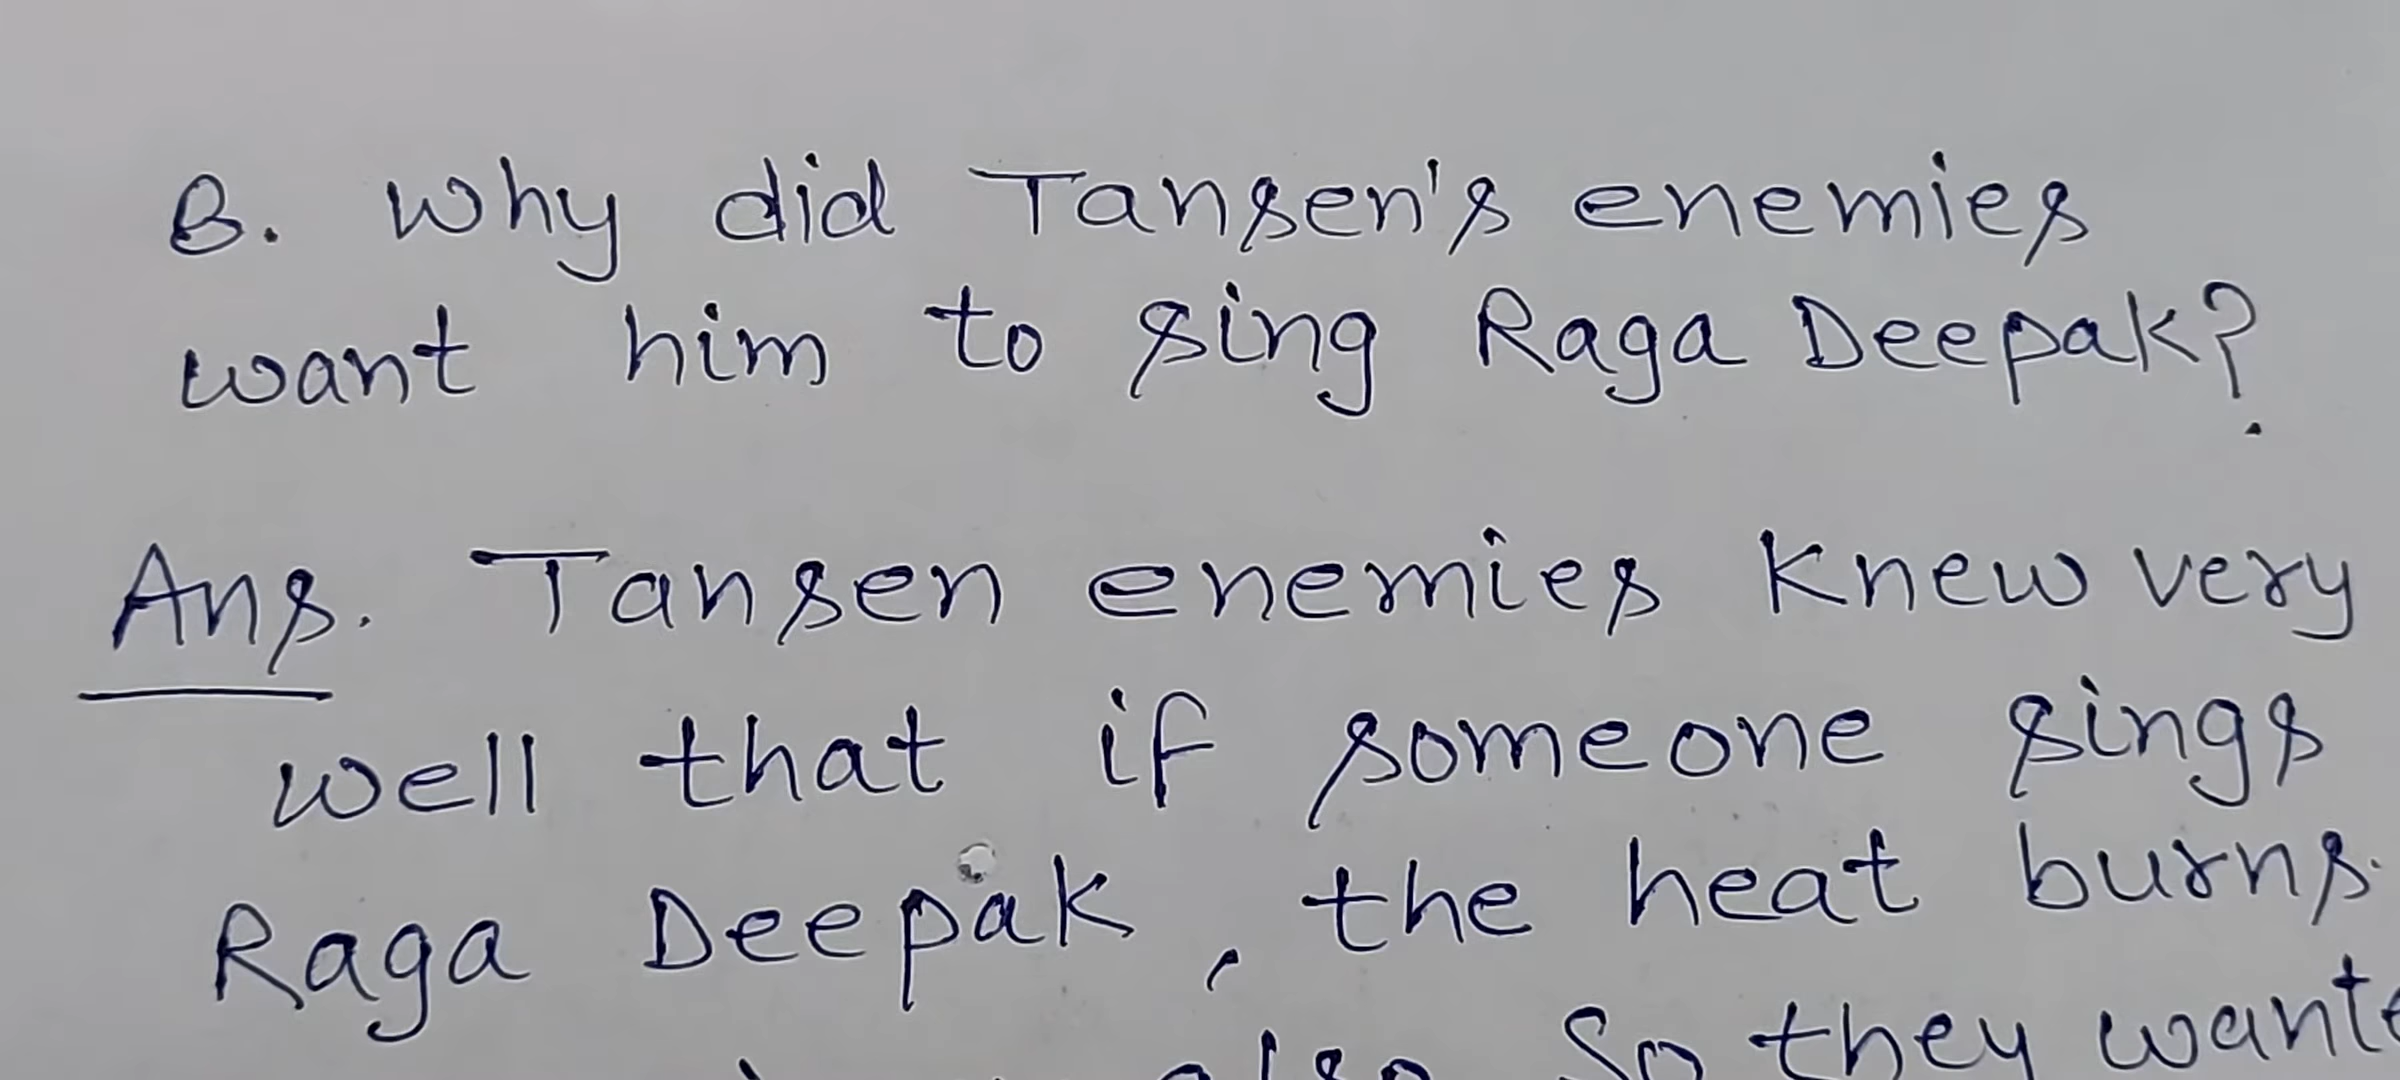 B. Why did Tansen's enemies
want him to sing Raga Deepak?
Ans. Tansen enemies knew very
well that if someone sings
Raga Deepak, the heat burns
also So they